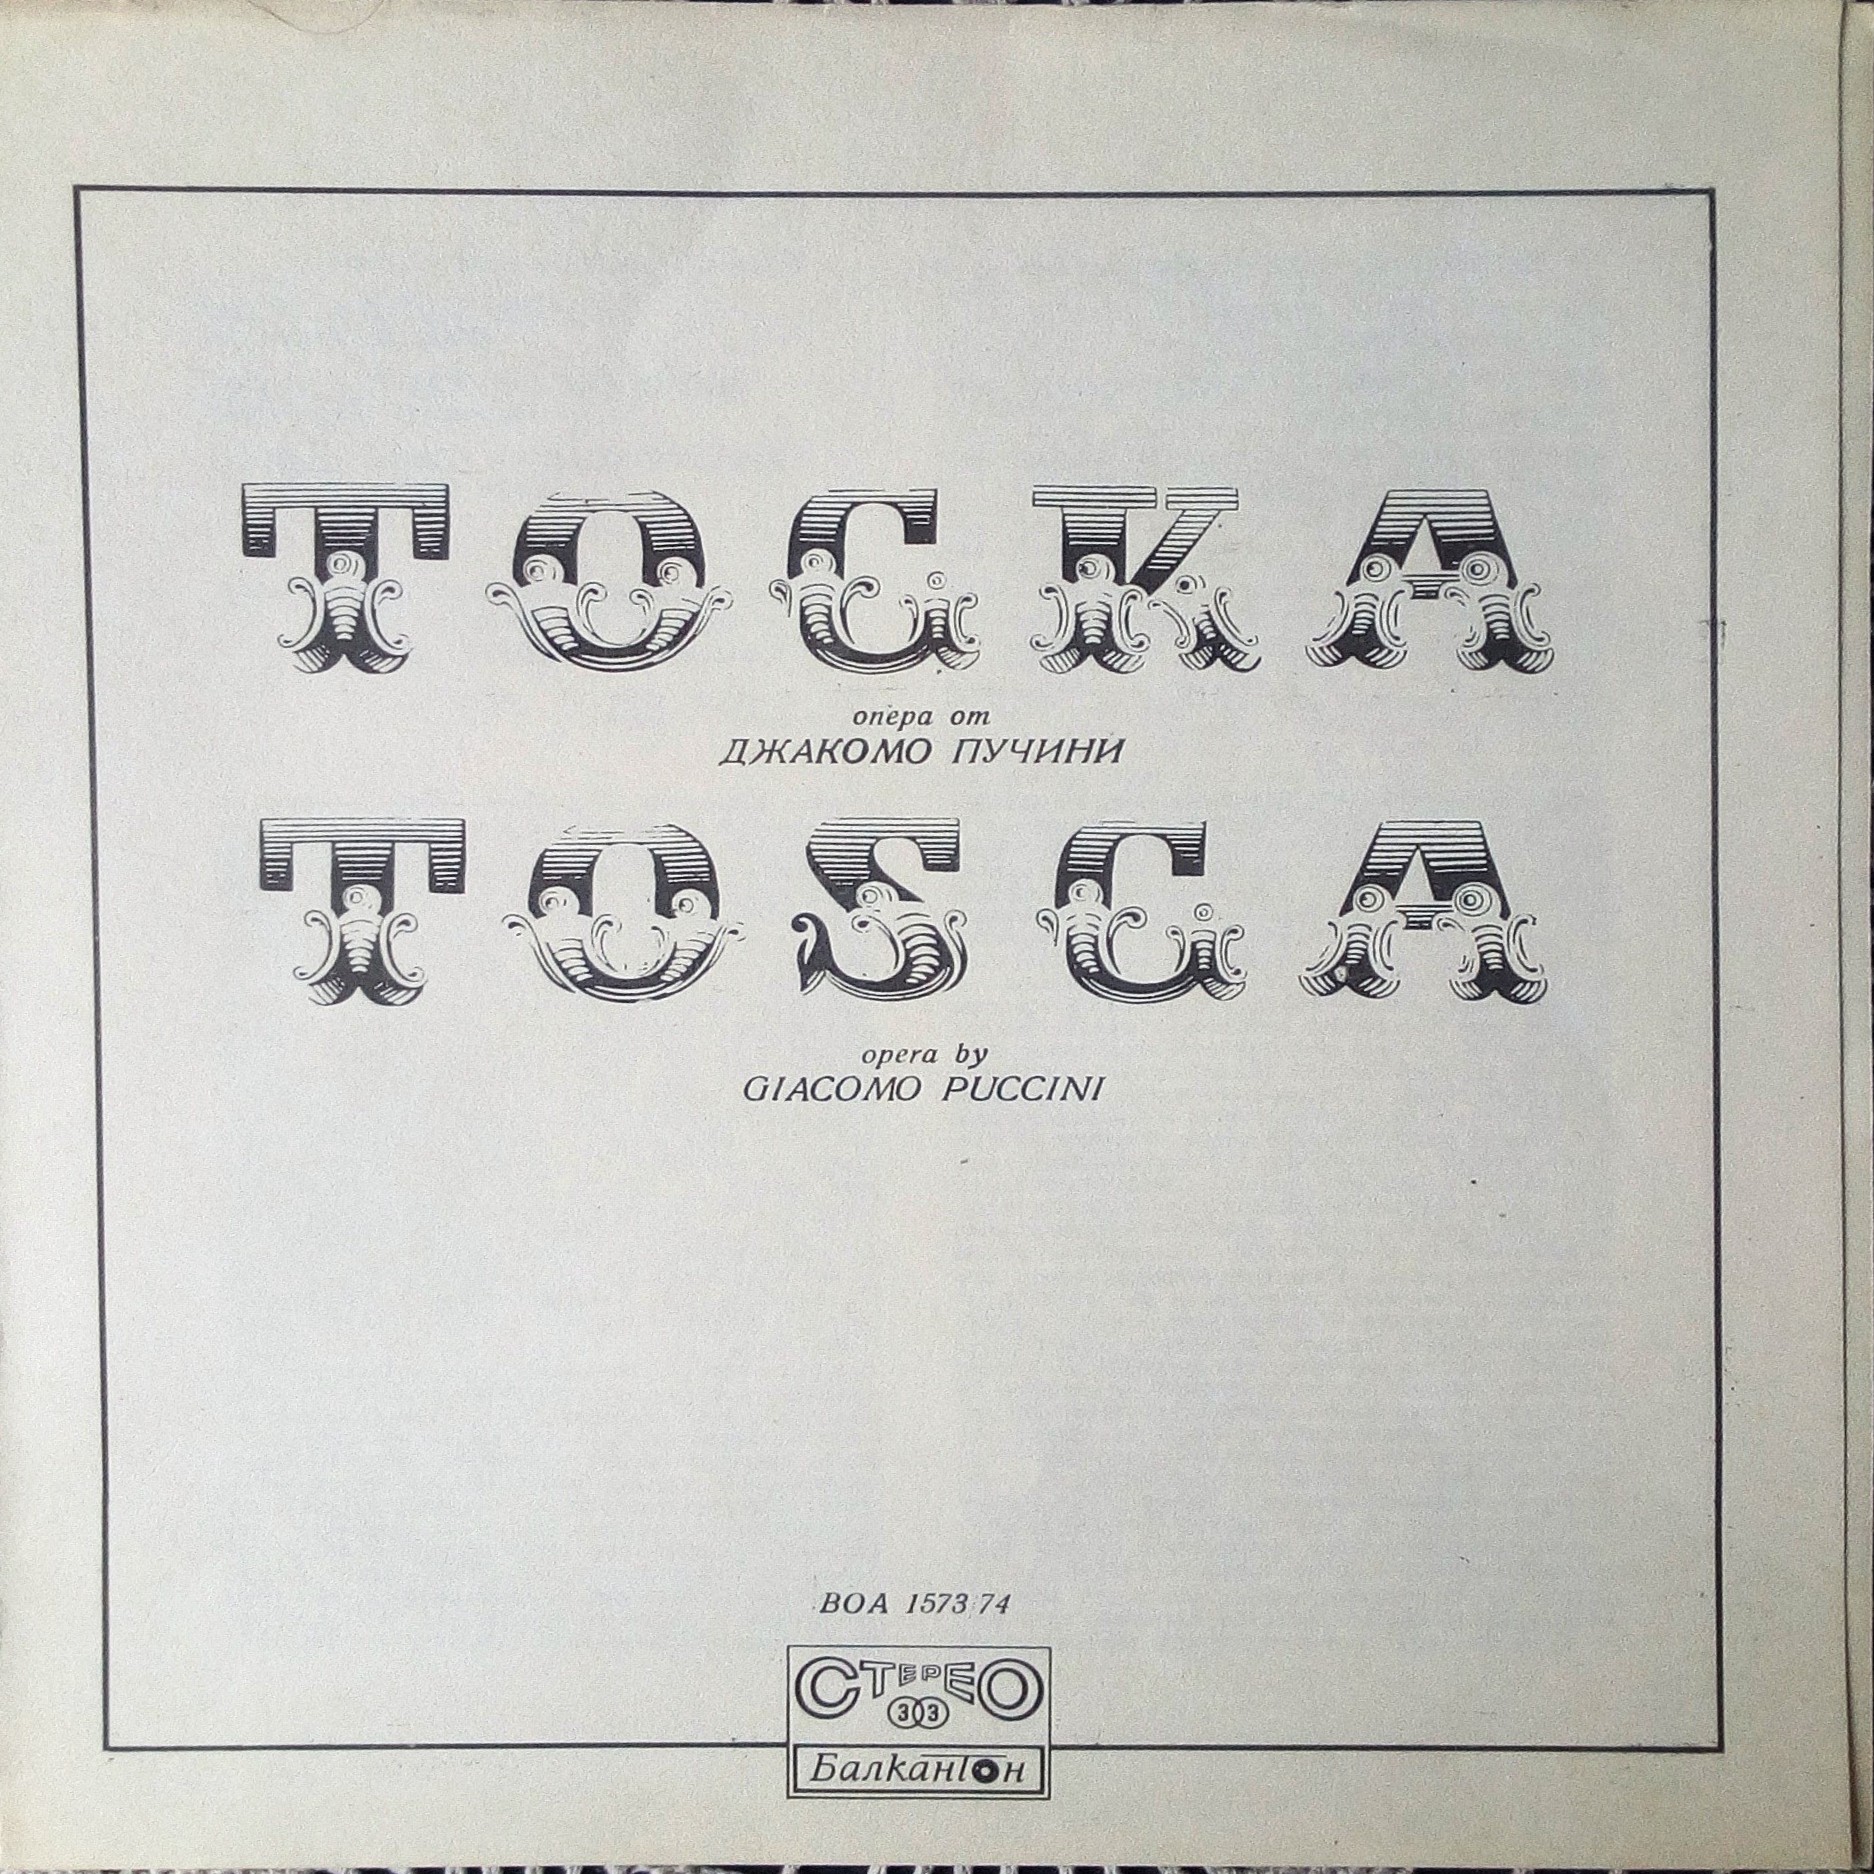 ТОСКА
опера от
ДЖАКОМО ПУЧИНИ
TOSCA
opera by
GIACOMO PUCCINI
BOA 1573/74
СТЕРЕО
33
Балкантон